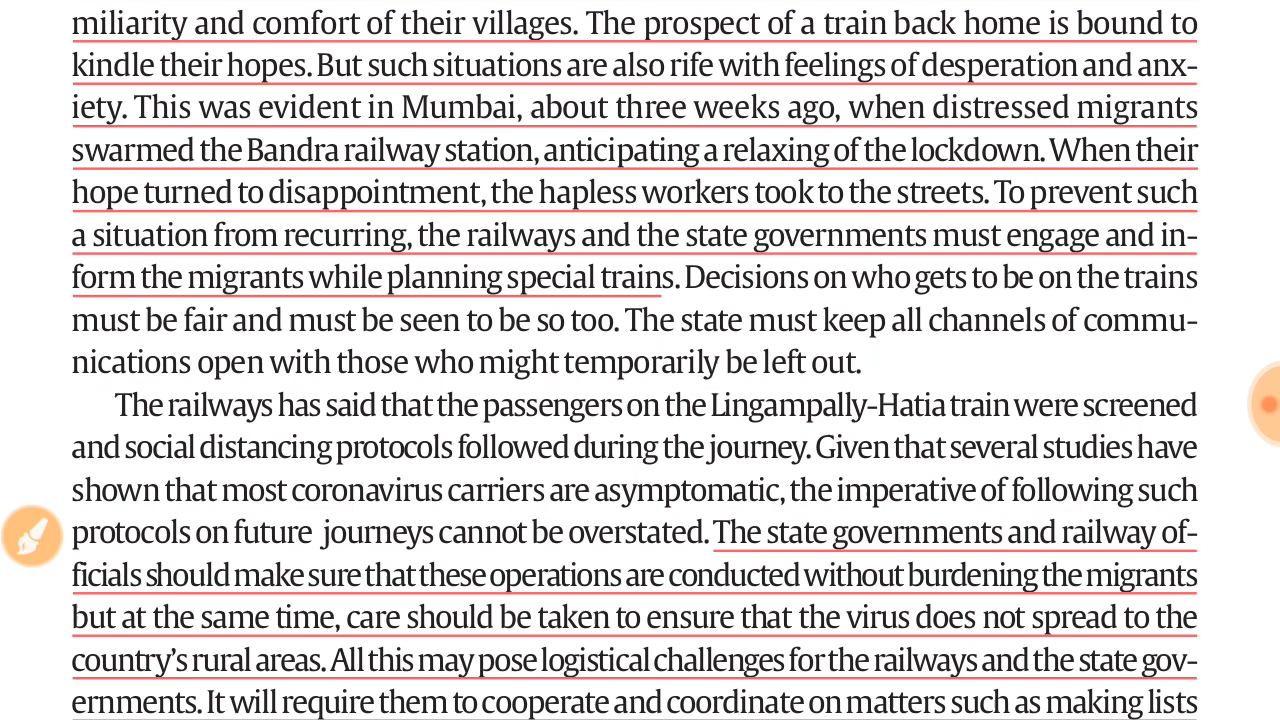 miliarity and comfort of their villages. The prospect of a train back home is bound to
kindle their hopes. But such situations are also rife with feelings of desperation and anx-
iety. This was evident in Mumbai, about three weeks ago, when distressed migrants
swarmed the Bandra railway station, anticipating a relaxing of the lockdown. When their
hope turned to disappointment, the hapless workers took to the streets. To prevent such
a situation from recurring, the railways and the state governments must engage and in-
form the migrants while planning special trains. Decisions on who gets to be on the trains
must be fair and must be seen to be so too. The state must keep all channels of commu-
nications open with those who might temporarily be left out.
The railways has said that the passengers on the Lingampally-Hatia train were screened
and social distancing protocols followed during the journey. Given that several studies have
shown that most coronavirus carriers are asymptomatic, the imperative of following such
protocols on future journeys cannot be overstated. The state governments and railway of-
ficials should make sure that these operations are conducted without burdening the migrants
but at the same time, care should be taken to ensure that the virus does not spread to the
country's rural areas. All this may pose logistical challenges for the railways and the state gov-
ernments. It will require them to cooperate and coordinate on matters such as making lists